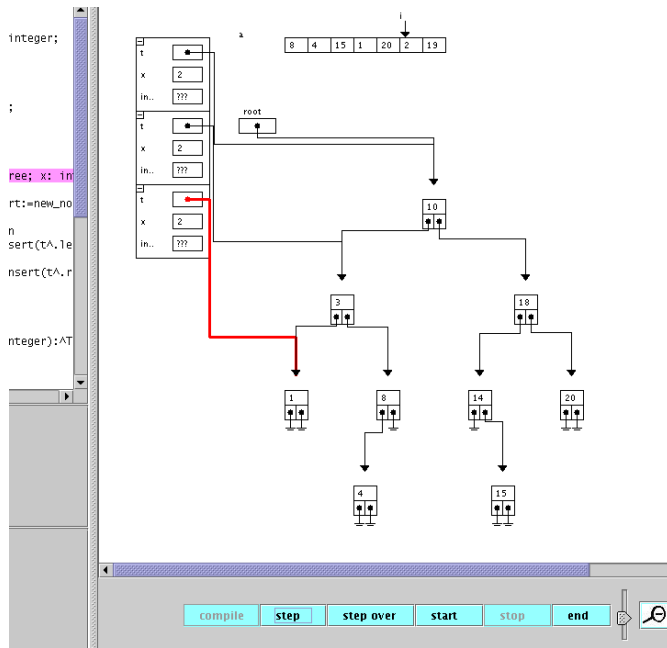 integer;
;
ree; x: in
rt:=new_no
n
sert(t^.le
nsert(t^.r
nteger):^T
i
a
8 4 15 1 20 2 19
t
x 2
in.. ???
t
x 2
in.. ???
t
x 2
in.. ???
root
10
3 18
1 8 14 20
4 15
compile step step over start stop end